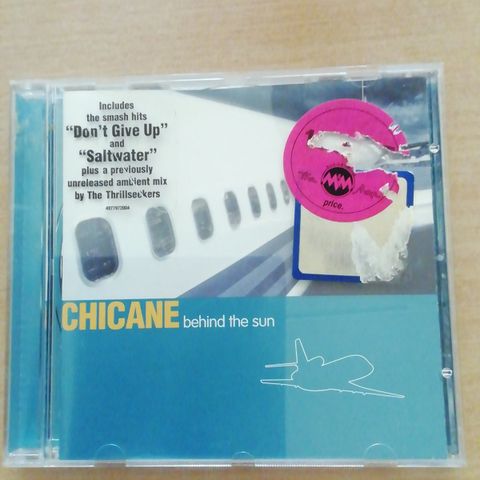 Includes
the smash hits
“Don’t Give Up”
and
“Saltwater”
plus a previously
unreleased ambient mix
by The Thrillseekers
price.
CHICANE behind the sun